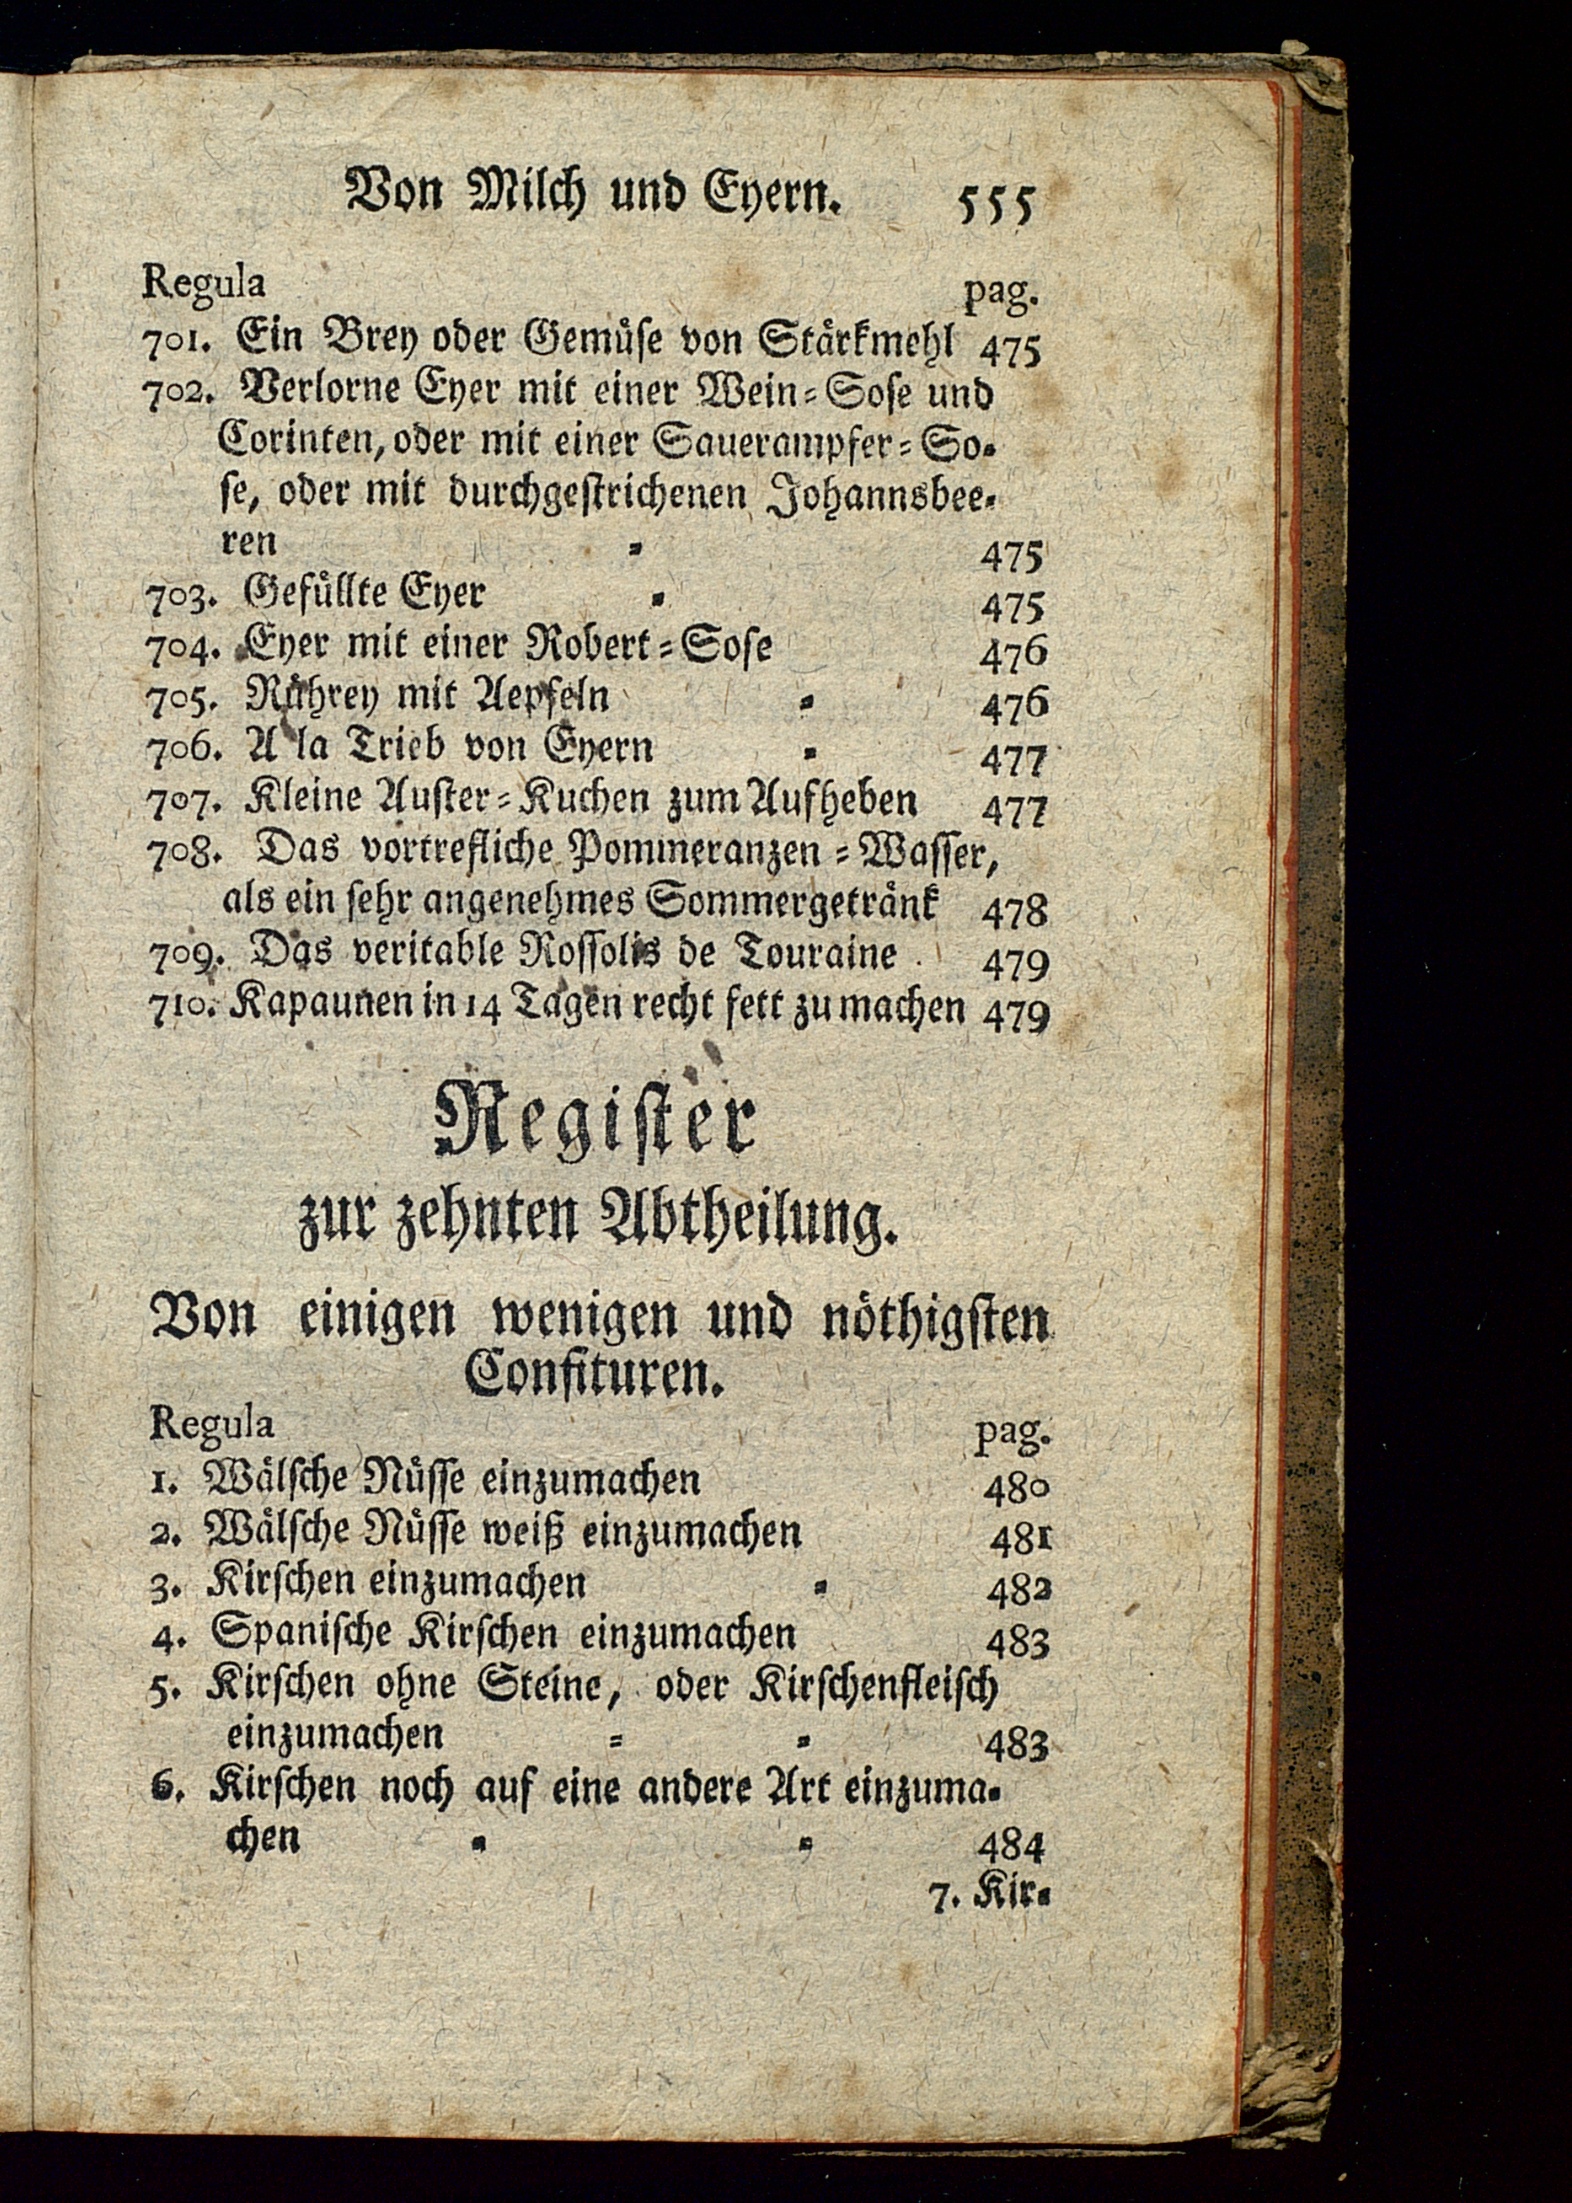 Von Milch und Eyern. 555
Regula pag.
701. Ein Brey oder Gemüse von Stärkmehl 475
702. Verlorne Eyer mit einer Wein-Sose und
Corinten, oder mit einer Sauerampfer-So-
se, oder mit durchgestrichenen Johannsbee-
ren - 475
703. Gefüllte Eyer - 475
704. Eyer mit einer Robert-Sose 476
705. Rührey mit Aepfeln - 476
706. A la Trieb von Eyern - 477
707. Kleine Auster-Kuchen zum Aufheben 477
708. Das vortrefliche Pommeranzen-Wasser,
als ein sehr angenehmes Sommergetränk 478
709. Das veritable Rossolis de Touraine 479
710. Kapaunen in 14 Tagen recht fett zu machen 479
Register
zur zehnten Abtheilung.
Von einigen wenigen und nöthigsten
Confituren.
Regula pag.
1. Wälsche Nüsse einzumachen 480
2. Wälsche Nüsse weiß einzumachen 481
3. Kirschen einzumachen - 482
4. Spanische Kirschen einzumachen 483
5. Kirschen ohne Steine, oder Kirschenfleisch
einzumachen = - 483
6. Kirschen noch auf eine andere Art einzuma-
chen - - 484
7. Kir-